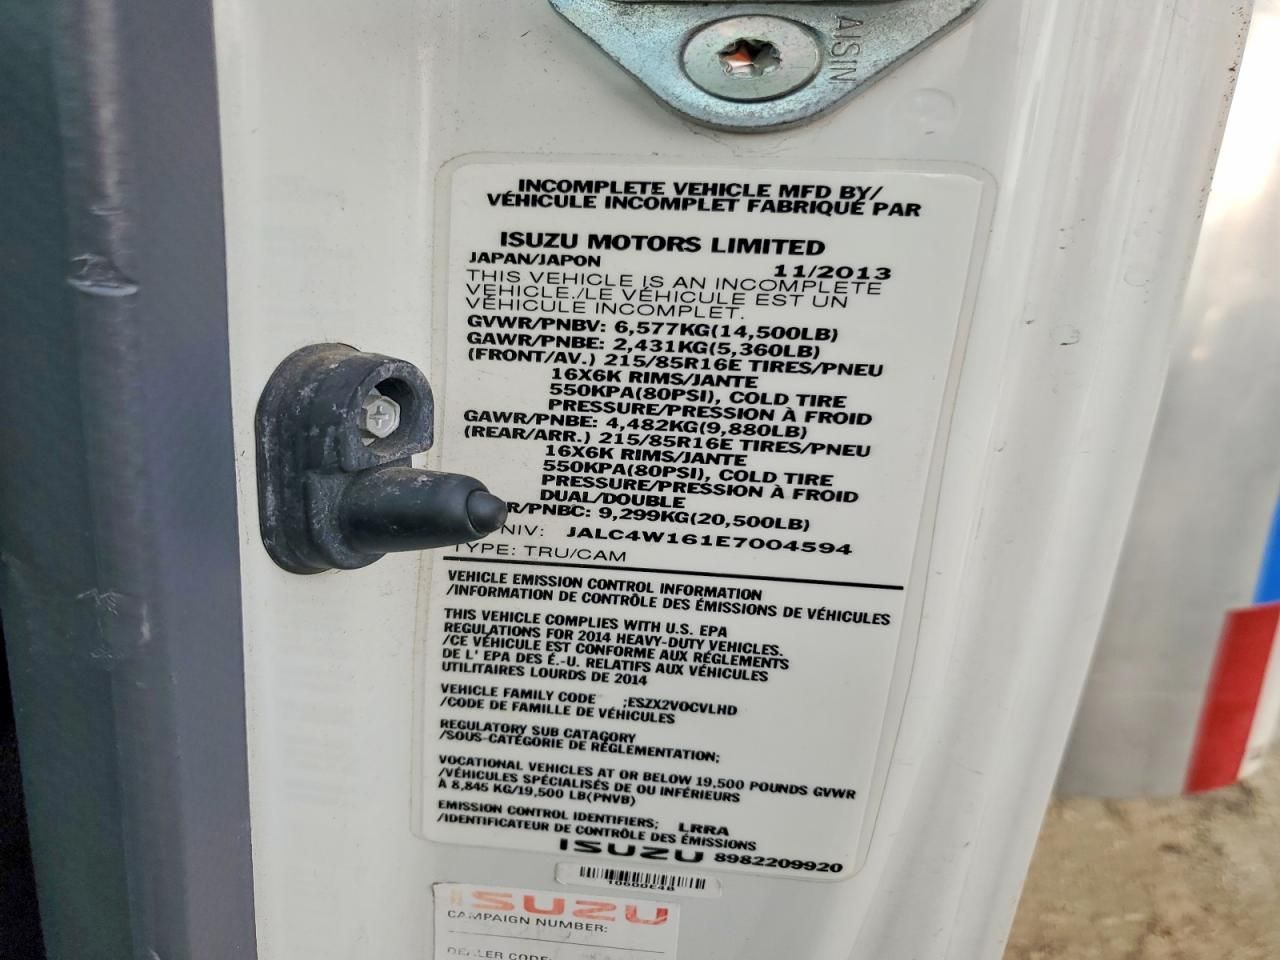 AISIN
INCOMPLETE VEHICLE MFD BY/
VÉHICULE INCOMPLET FABRIQUÉ PAR
ISUZU MOTORS LIMITED
JAPAN/JAPON 11/2013
THIS VEHICLE IS AN INCOMPLETE
VEHICLE./LE VÉHICULE EST UN
VÉHICULE INCOMPLET.
GVWR/PNBV: 6,577KG(14,500LB)
GAWR/PNBE: 2,431KG(5,360LB)
(FRONT/AV.) 215/85R16E TIRES/PNEU
16X6K RIMS/JANTE
550KPA(80PSI), COLD TIRE
PRESSURE/PRESSION À FROID
GAWR/PNBE: 4,482KG(9,880LB)
(REAR/ARR.) 215/85R16E TIRES/PNEU
16X6K RIMS/JANTE
550KPA(80PSI), COLD TIRE
PRESSURE/PRESSION À FROID
DUAL/DOUBLE
R/PNBC: 9,299KG(20,500LB)
NIV: JALC4W161E7004594
TYPE: TRU/CAM
VEHICLE EMISSION CONTROL INFORMATION
/INFORMATION DE CONTRÔLE DES ÉMISSIONS DE VÉHICULES
THIS VEHICLE COMPLIES WITH U.S. EPA
REGULATIONS FOR 2014 HEAVY-DUTY VEHICLES.
/CE VÉHICULE EST CONFORME AUX RÉGLEMENTS
DE L' EPA DES É.-U. RELATIFS AUX VÉHICULES
UTILITAIRES LOURDS DE 2014
VEHICLE FAMILY CODE ;ESZX2VOCVLHD
/CODE DE FAMILLE DE VÉHICULES
REGULATORY SUB CATAGORY
/SOUS-CATÉGORIE DE RÉGLEMENTATION;
VOCATIONAL VEHICLES AT OR BELOW 19,500 POUNDS GVWR
/VÉHICULES SPÉCIALISÉS DE OU INFÉRIEURS
À 8,845 KG/19,500 LB(PNVB)
EMISSION CONTROL IDENTIFIERS; LRRA
/IDENTIFICATEUR DE CONTRÔLE DES ÉMISSIONS
ISUZU 8982209920
10600E4B
ISUZU
CAMPAIGN NUMBER:
DEALER CODE: